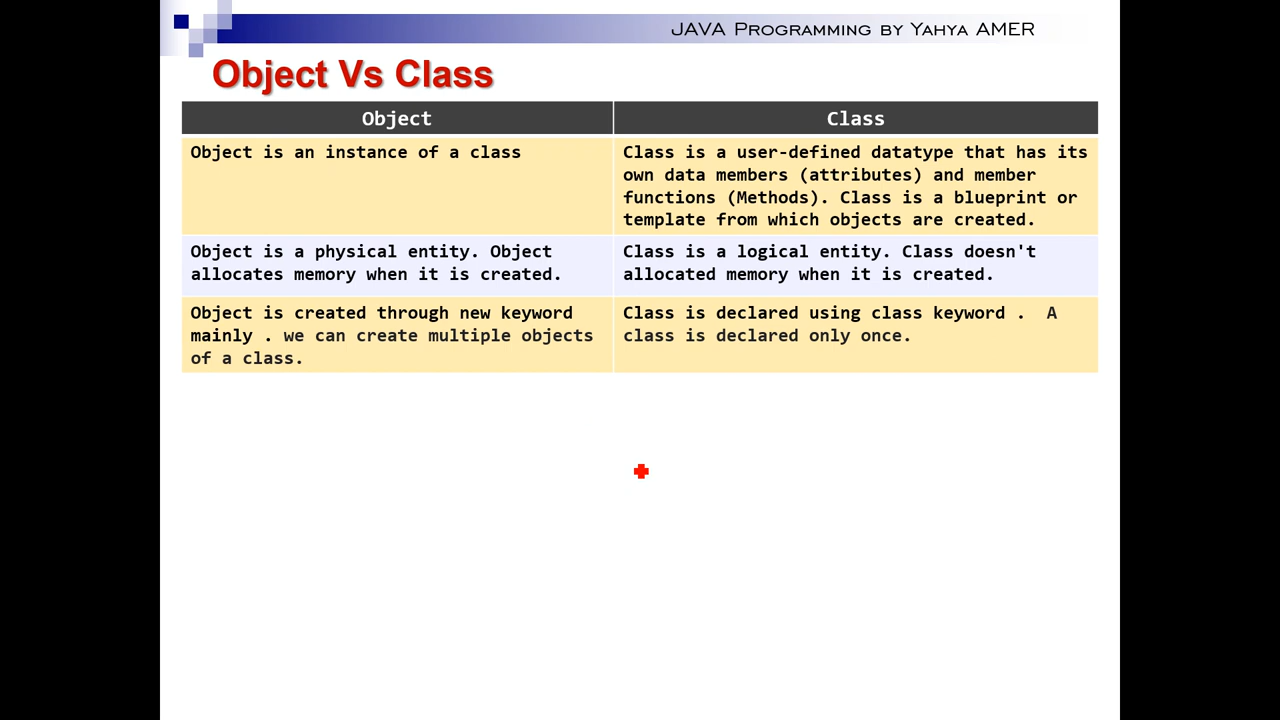 JAVA Programming by Yahya AMER
Object Vs Class
Object
Class
Object is an instance of a class
Class is a user-defined datatype that has its
own data members (attributes) and member
functions (Methods). Class is a blueprint or
template from which objects are created.
Object is a physical entity. Object
allocates memory when it is created.
Class is a logical entity. Class doesn't
allocated memory when it is created.
Object is created through new keyword
mainly . we can create multiple objects
of a class.
Class is declared using class keyword . A
class is declared only once.